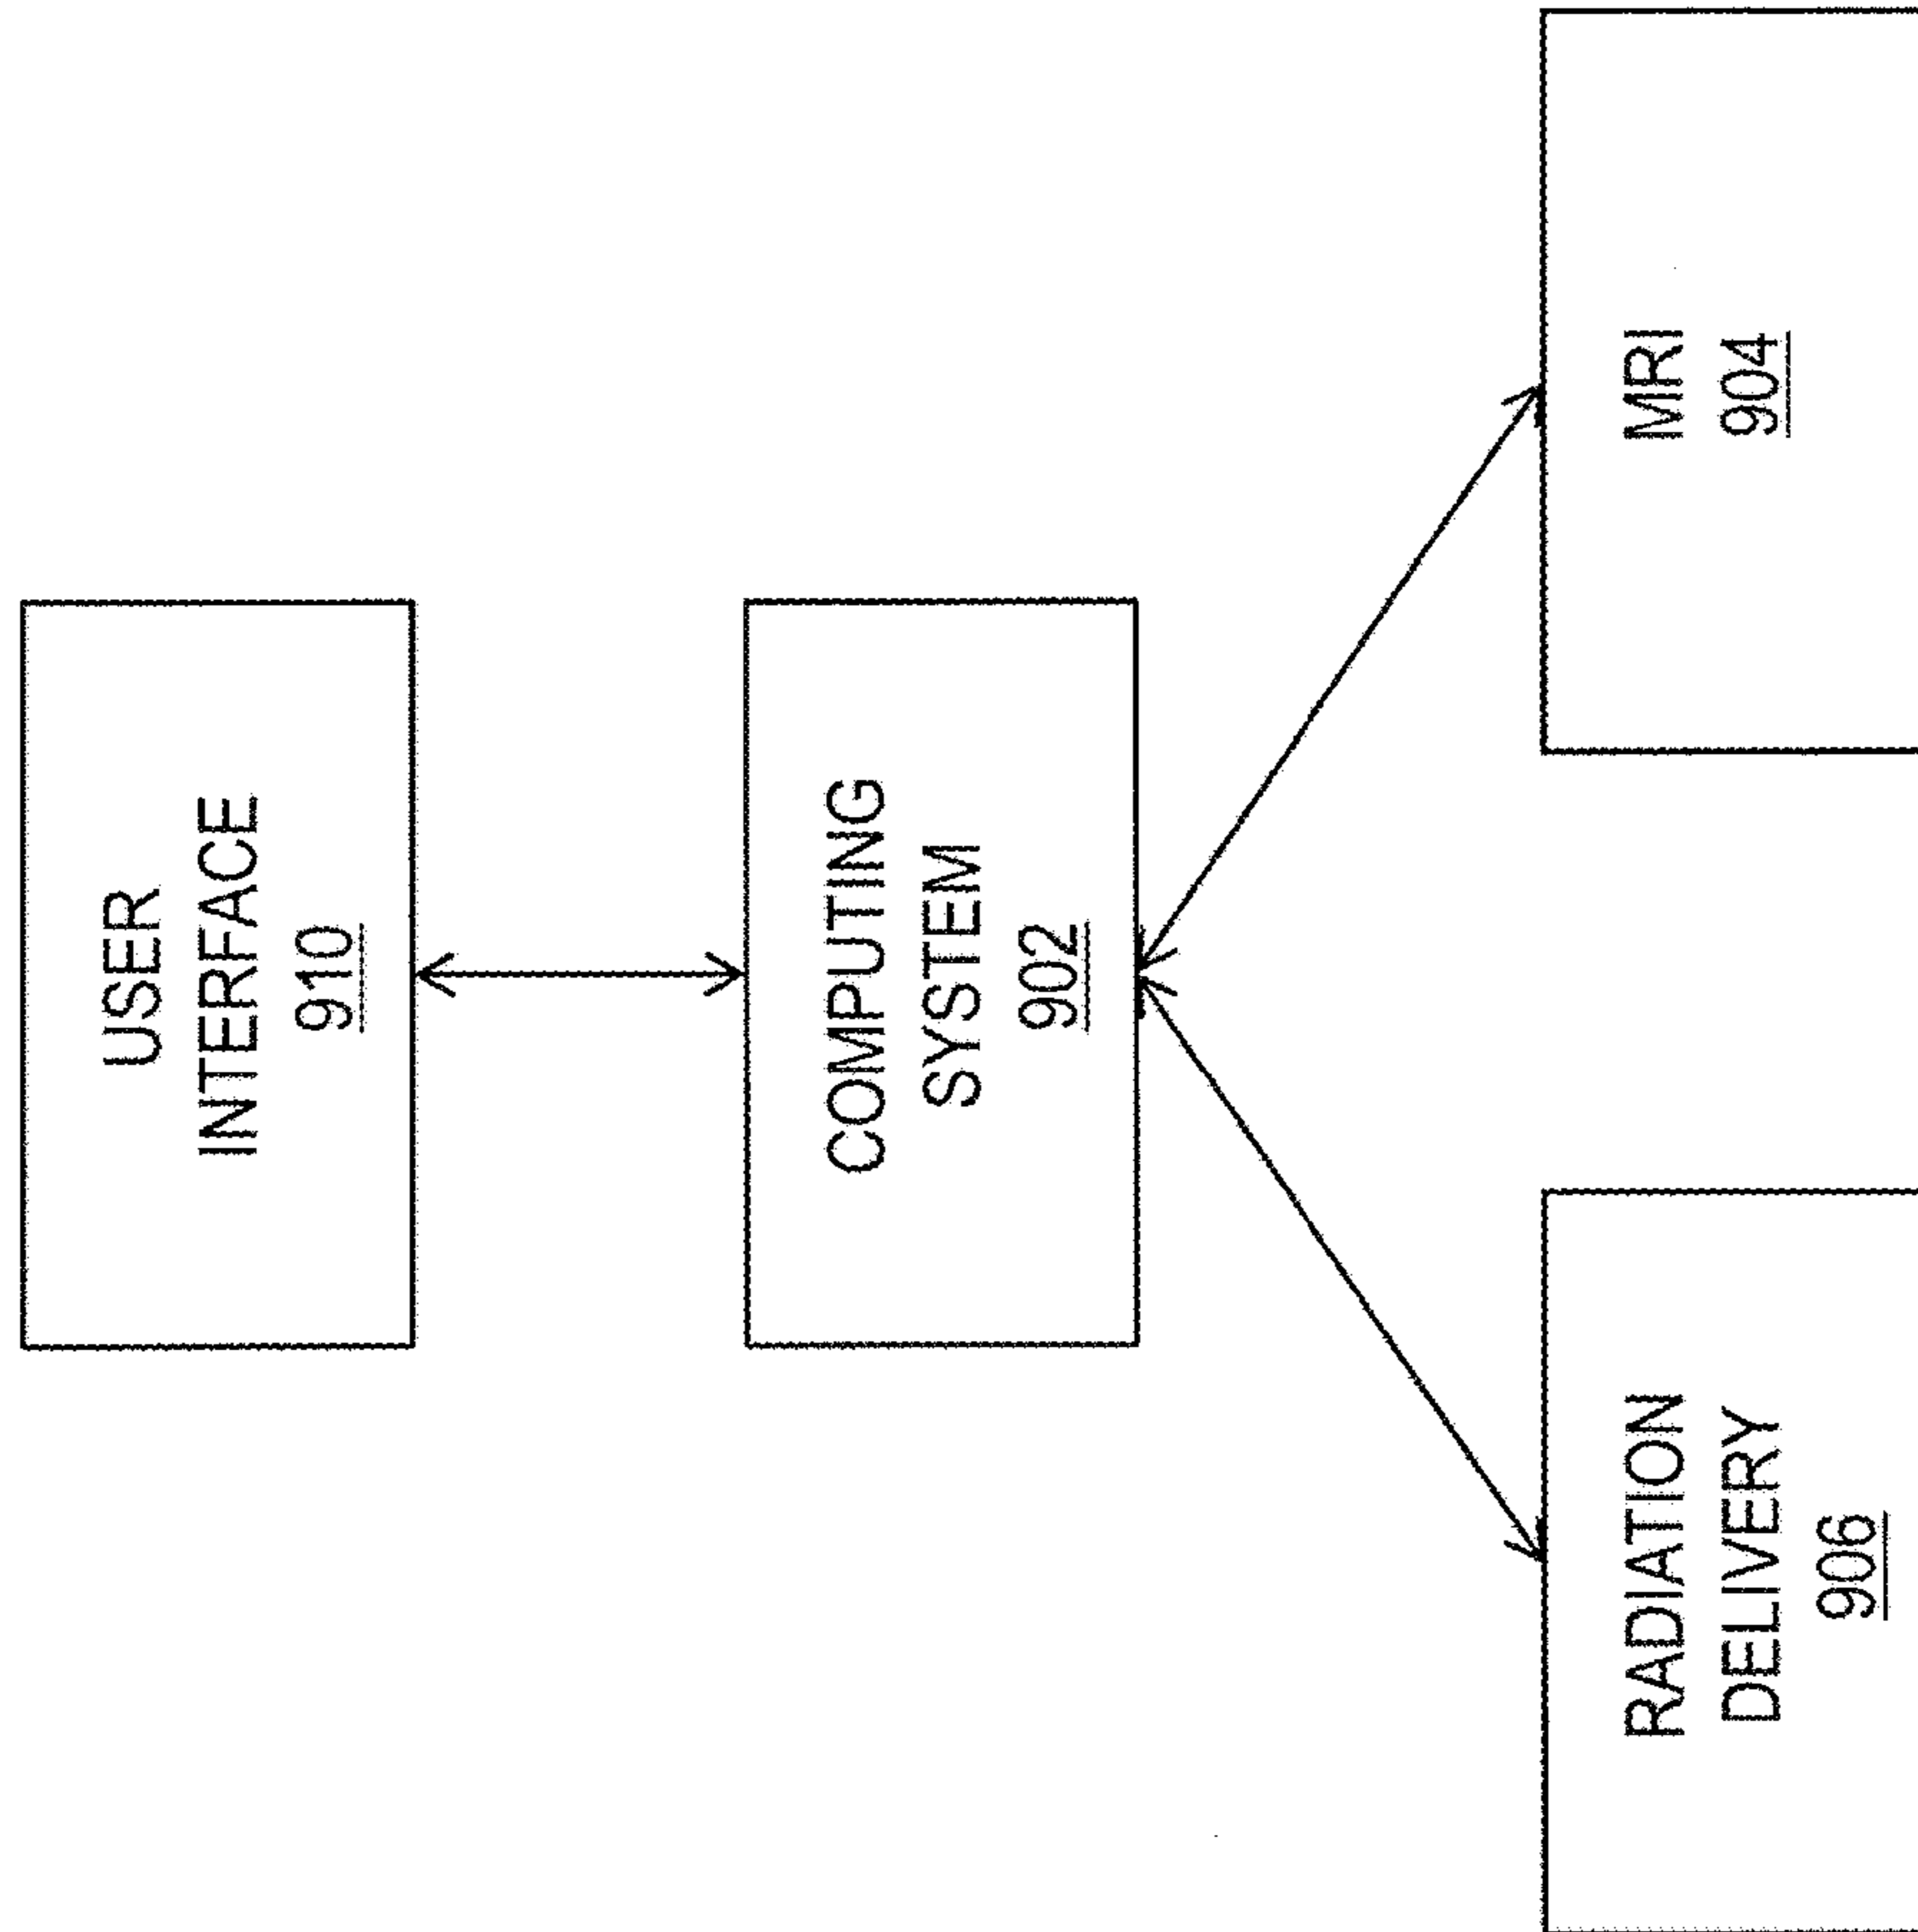 USER
INTERFACE
910
COMPUTING
SYSTEM
902
RADIATION
DELIVERY
906
MRI
904